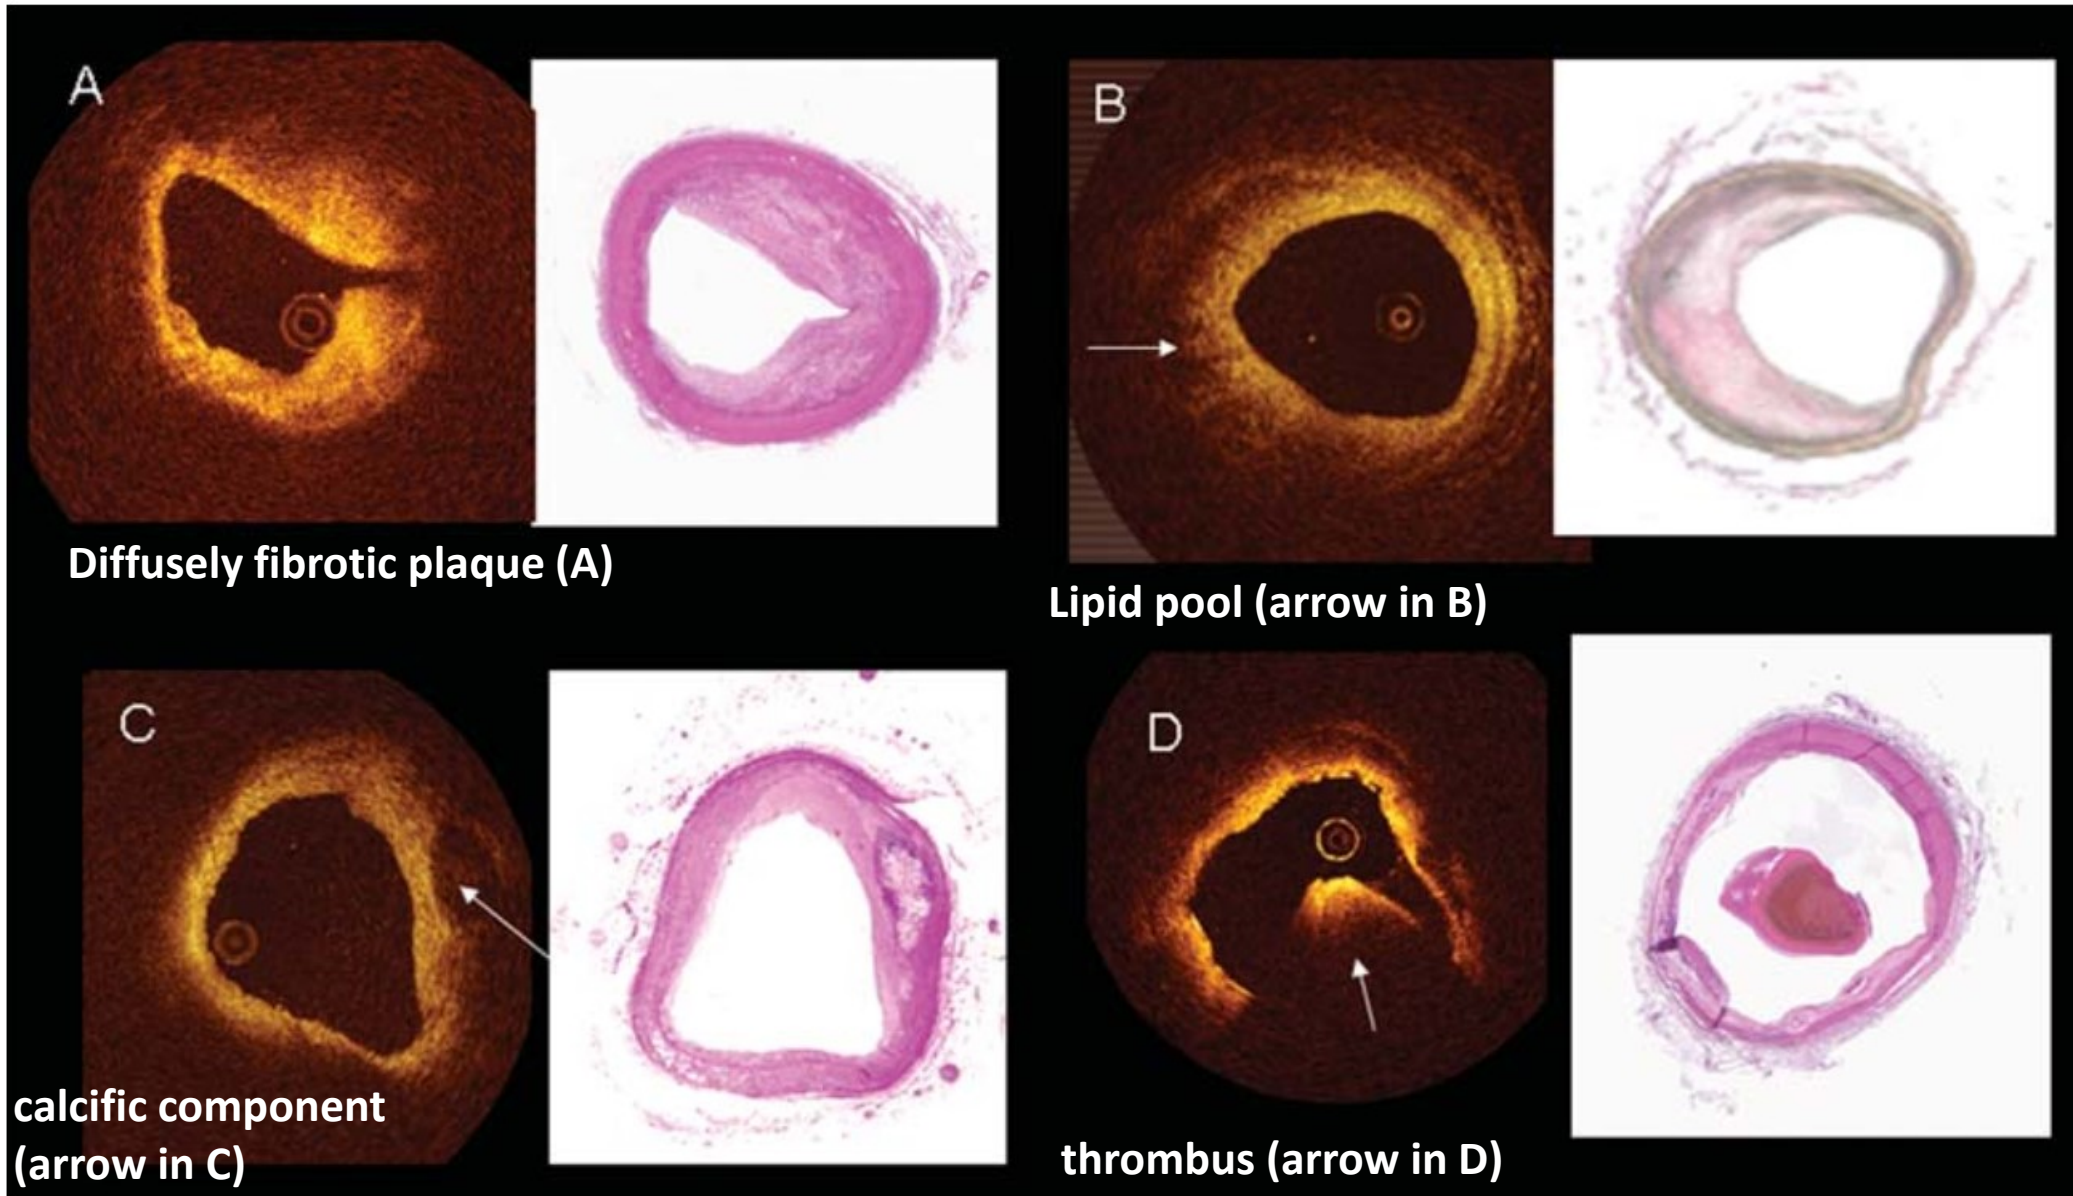 A
B
Diffusely fibrotic plaque (A)
Lipid pool (arrow in B)
C
D
calcific component
(arrow in C)
thrombus (arrow in D)